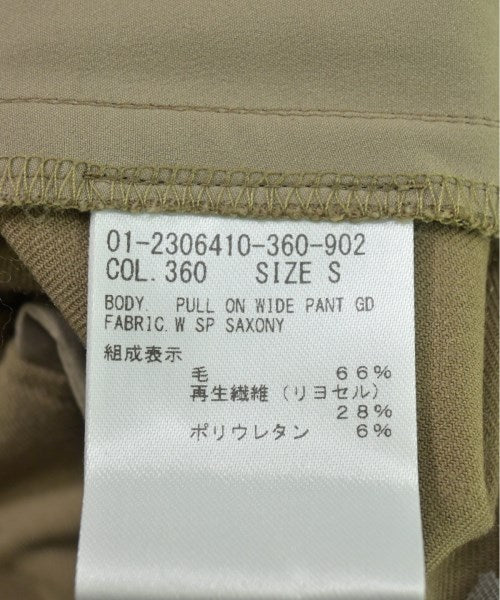 01-2306410-360-902
COL.360 SIZE S
BODY. PULL ON WIDE PANT GD
FABRIC.W SP SAXONY
組成表示
毛 66%
再生繊維(リヨセル)
28%
ポリウレタン 6%